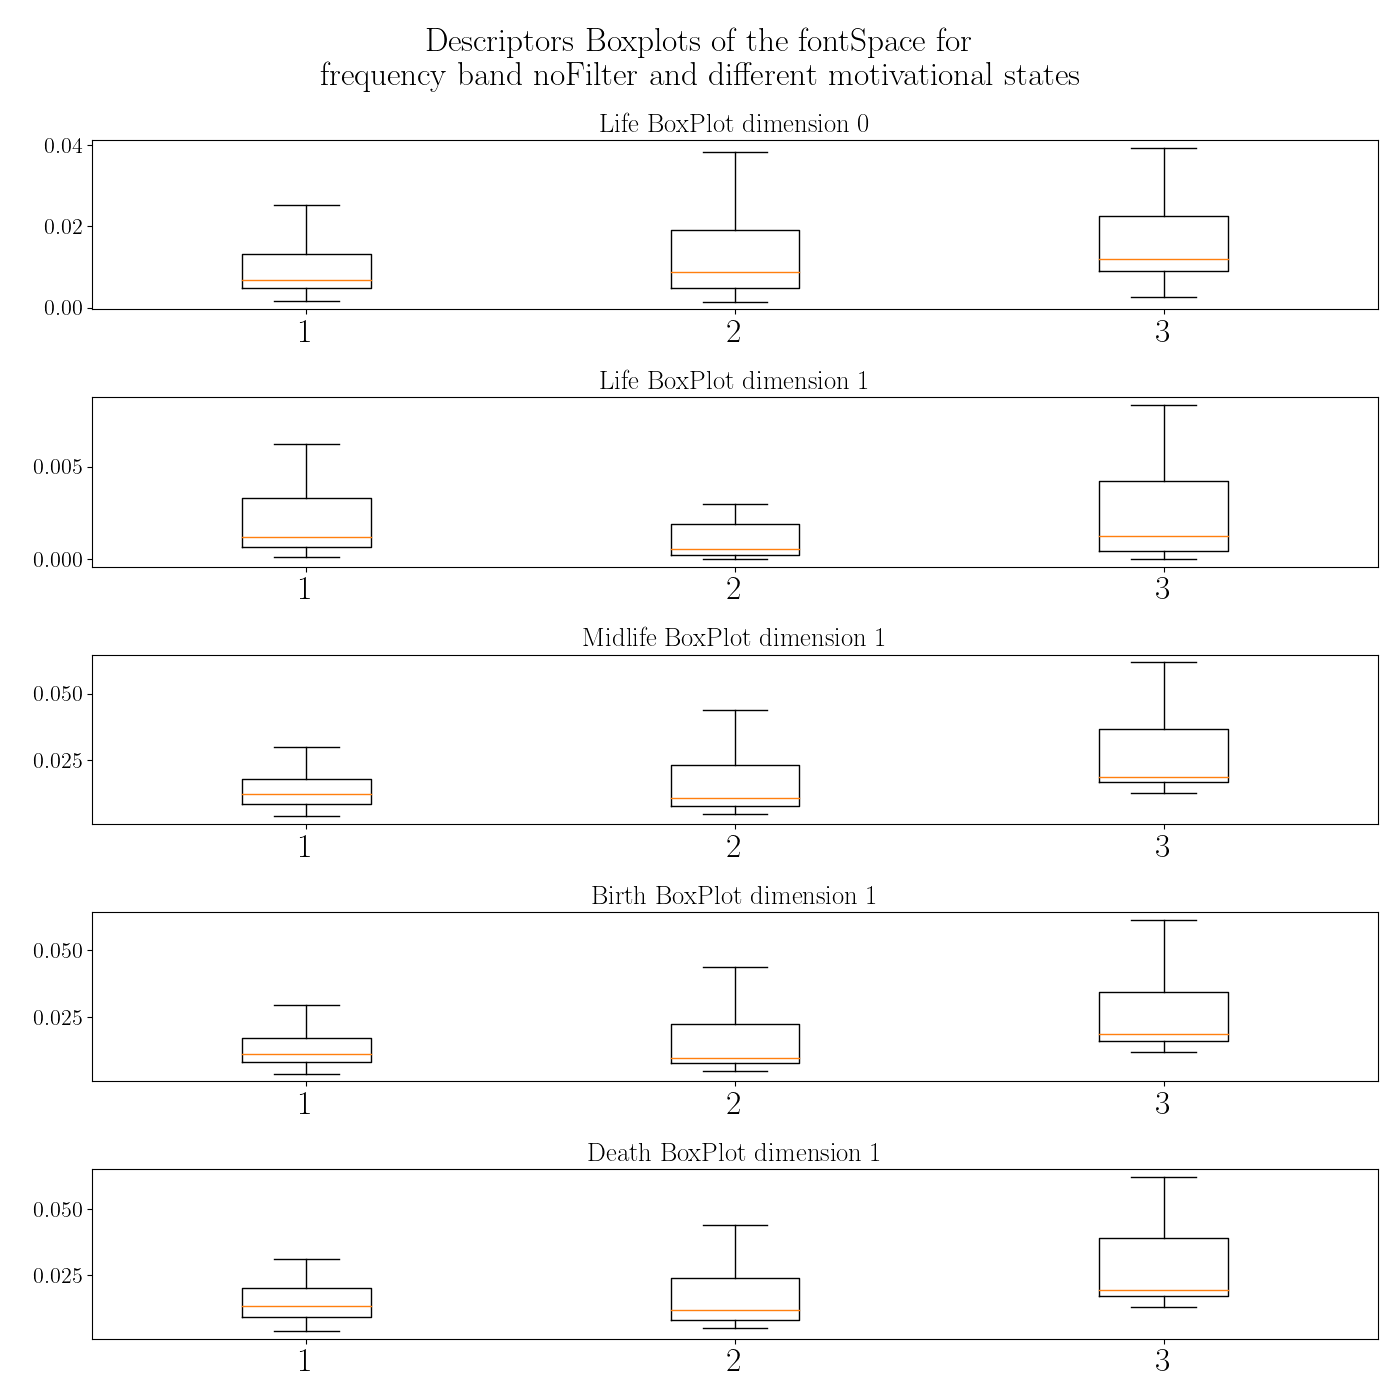 Descriptors Boxplots of the fontSpace for
frequency band noFilter and different motivational states
Life BoxPlot dimension 0
0.04
0.02
0.00
1 2 3
Life BoxPlot dimension 1
0.005
0.000
1 2 3
Midlife BoxPlot dimension 1
0.050
0.025
1 2 3
Birth BoxPlot dimension 1
0.050
0.025
1 2 3
Death BoxPlot dimension 1
0.050
0.025
1 2 3